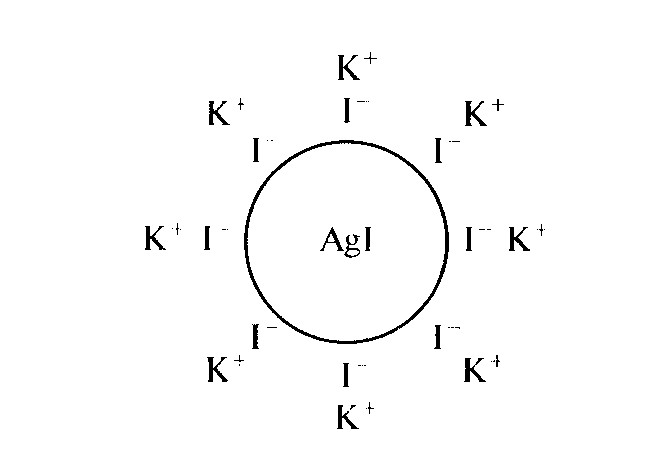 K⁺
I⁻
K⁺ K⁺
I⁻ I⁻
K⁺ I⁻ AgI I⁻ K⁺
I⁻ I⁻
K⁺ I⁻ K⁺
K⁺